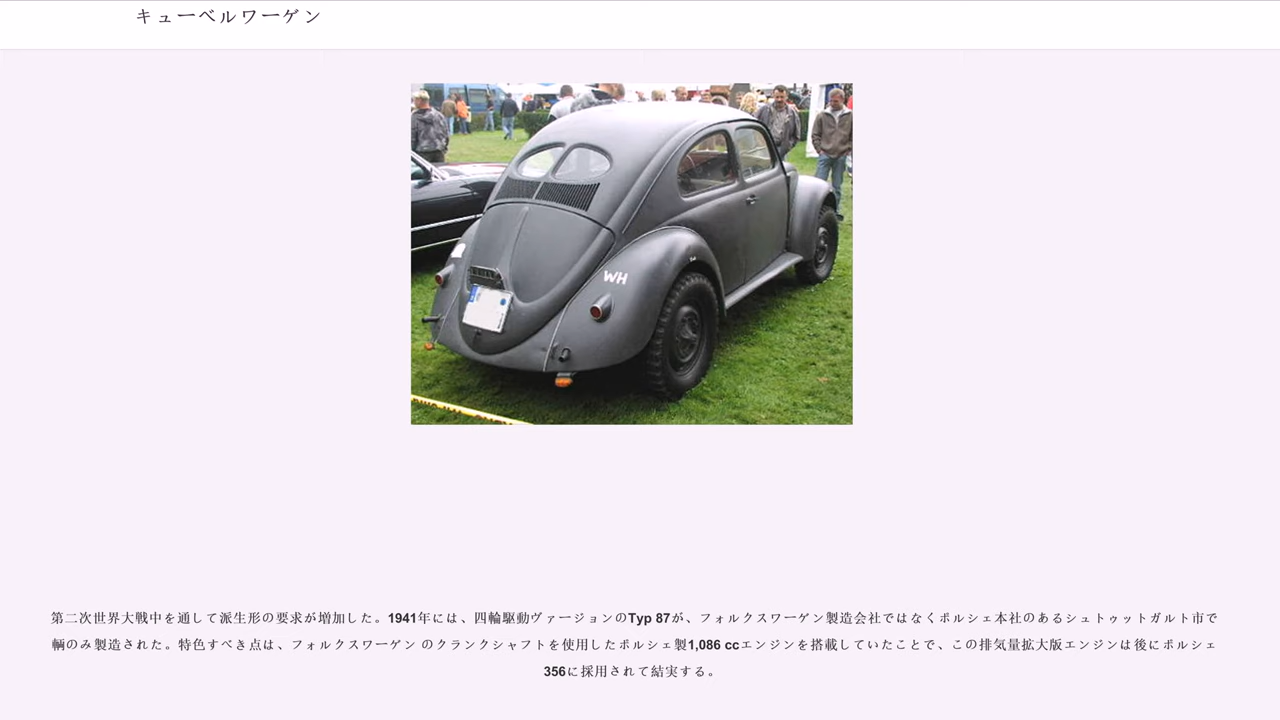 キューベルワーゲン
WH
第二次世界大戦中を通して派生形の要求が増加した。1941年には、四輪駆動ヴァージョンのTyp 87が、フォルクスワーゲン製造会社ではなくポルシェ本社のあるシュトゥットガルト市で
輌のみ製造された。特色すべき点は、フォルクスワーゲン のクランクシャフトを使用したポルシェ製1,086 ccエンジンを搭載していたことで、この排気量拡大版エンジンは後にポルシェ
356に採用されて結実する。